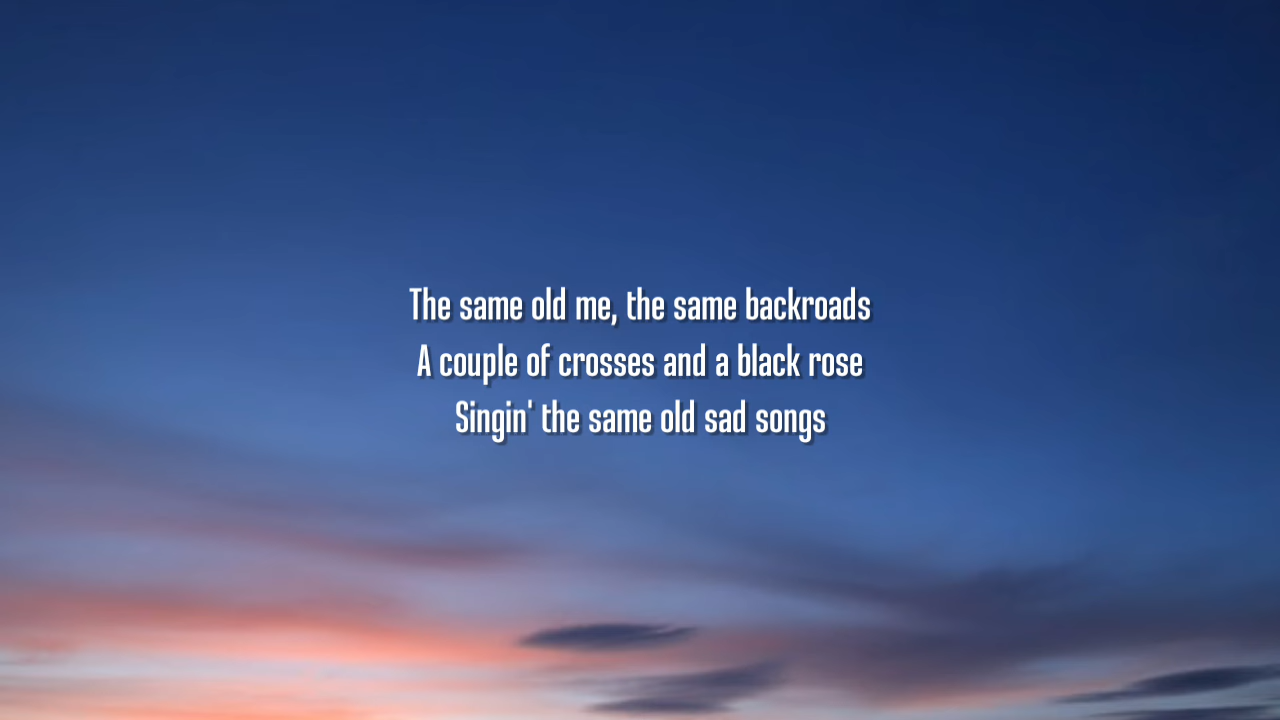 The same old me, the same backroads
A couple of crosses and a black rose
Singin' the same old sad songs